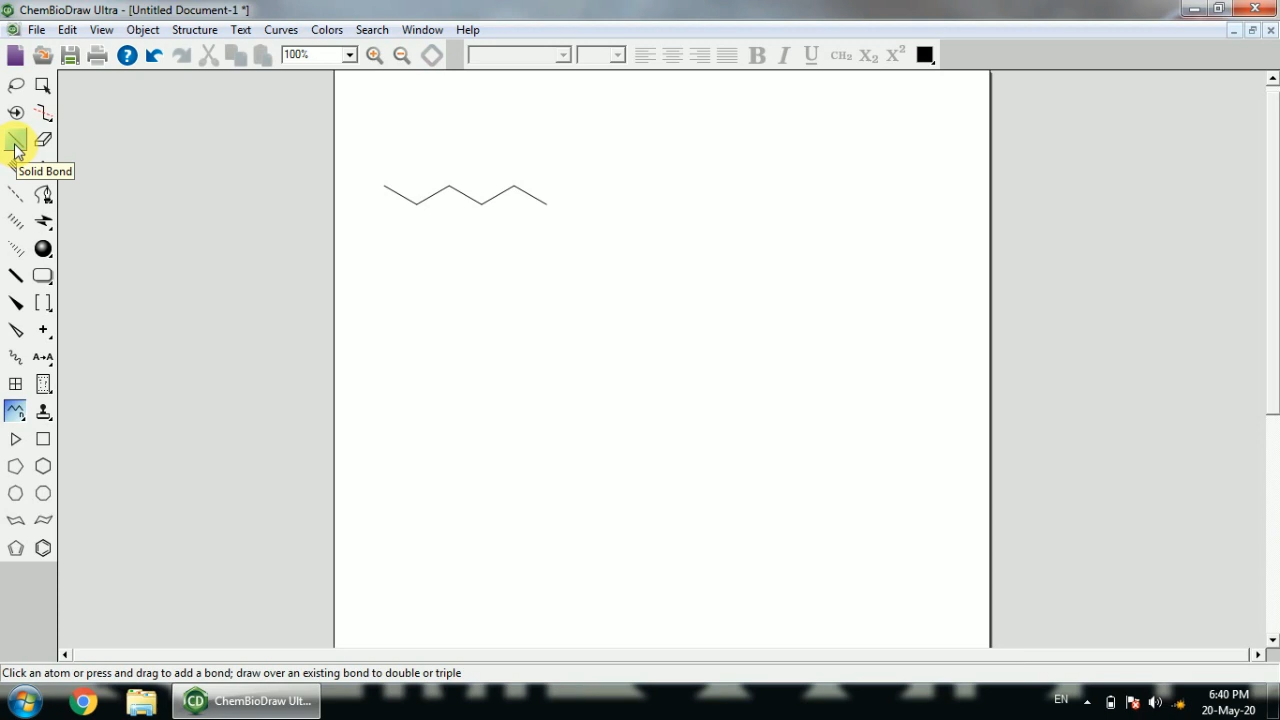 ChemBioDraw Ultra - [Untitled Document-1 *]
File Edit View Object Structure Text Curves Colors Search Window Help
100% B I U CH2 X2 X2
Solid Bond
A→A
n
Click an atom or press and drag to add a bond; draw over an existing bond to double or triple
ChemBioDraw Ult...
EN
6:40 PM
20-May-20